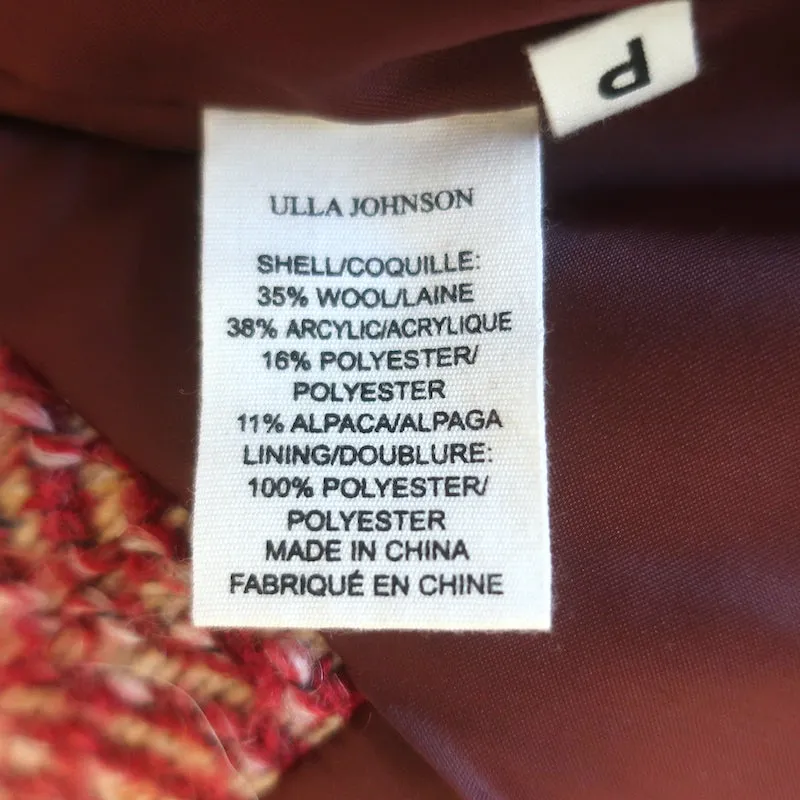 P
ULLA JOHNSON
SHELL/COQUILLE:
35% WOOL/LAINE
38% ARCYLIC/ACRYLIQUE
16% POLYESTER/
POLYESTER
11% ALPACA/ALPAGA
LINING/DOUBLURE:
100% POLYESTER/
POLYESTER
MADE IN CHINA
FABRIQUÉ EN CHINE